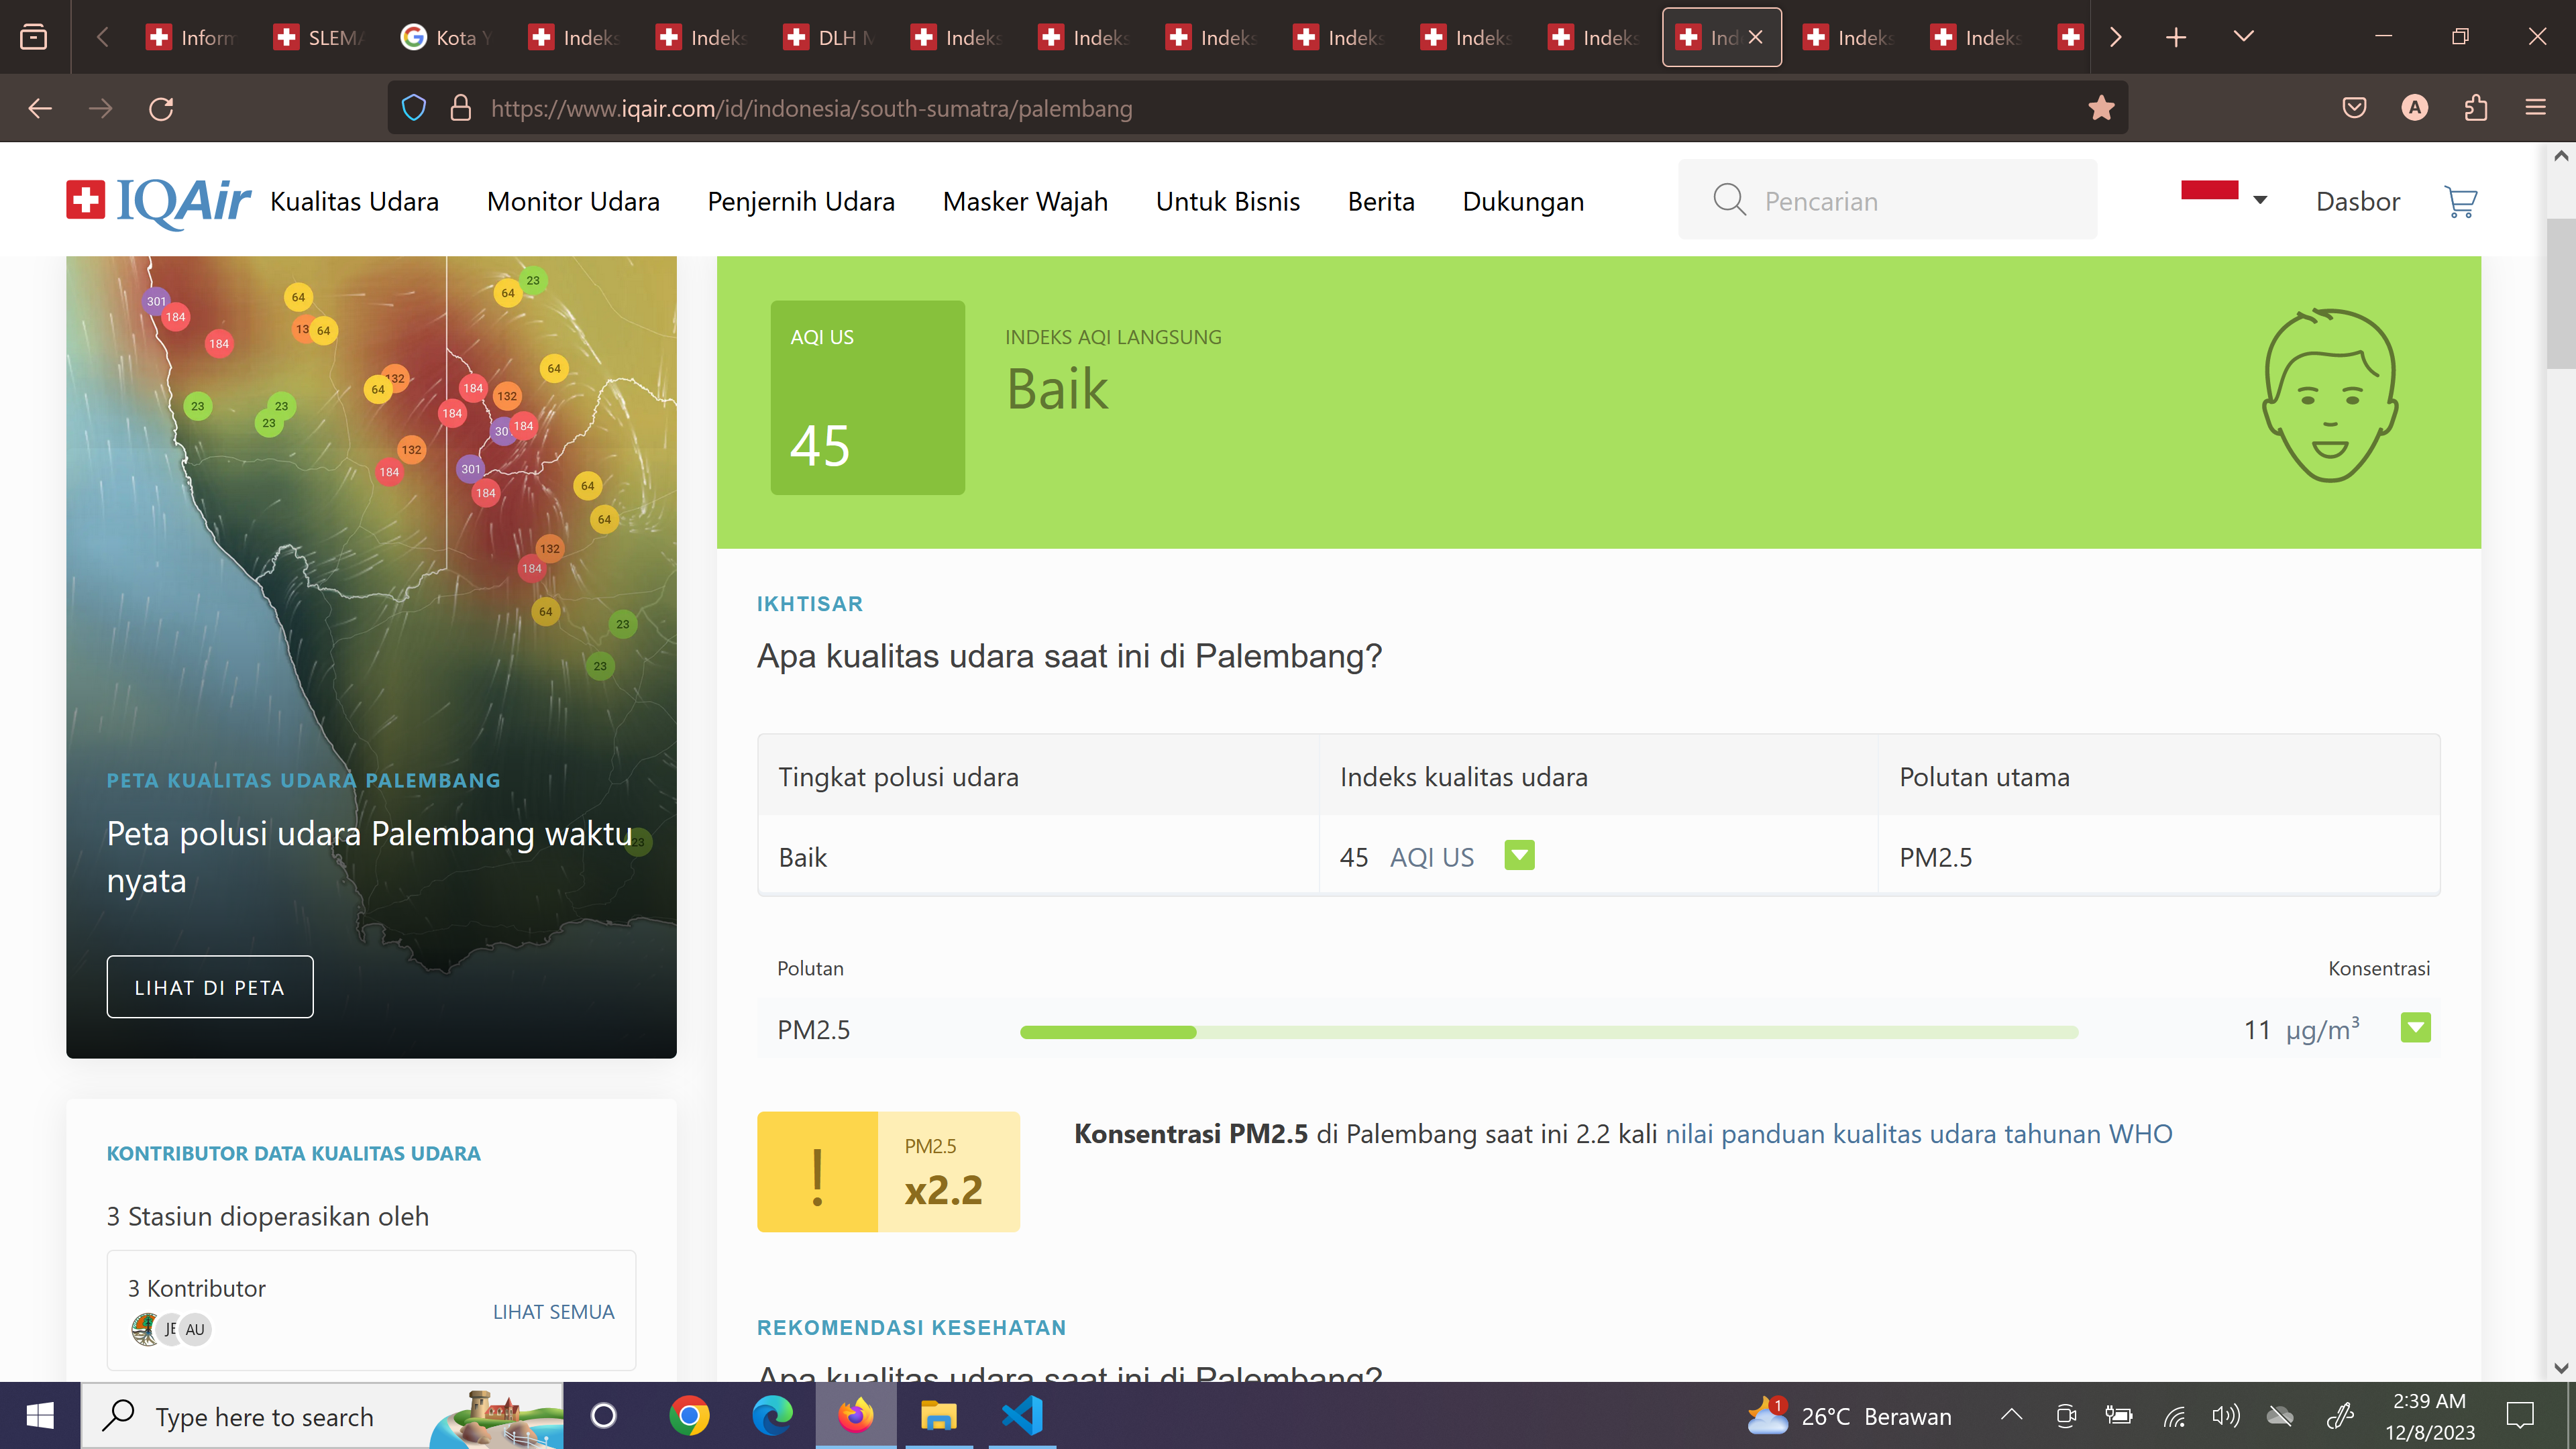 Inform
SLEMA
Kota Y
Indeks
Indeks
DLH M
Indeks
Indeks
Indeks
Indeks
Indeks
Indeks
Ind
Indeks
Indeks
https://www.iqair.com/id/indonesia/south-sumatra/palembang
A
IQAir
Kualitas Udara
Monitor Udara
Penjernih Udara
Masker Wajah
Untuk Bisnis
Berita
Dukungan
Pencarian
Dasbor
301
184
184
64
64
64
23
23
23
23
132
64
184
132
64
184
184
132
184
301
184
64
64
132
184
64
23
23
23
PETA KUALITAS UDARA PALEMBANG
Peta polusi udara Palembang waktu
nyata
LIHAT DI PETA
KONTRIBUTOR DATA KUALITAS UDARA
3 Stasiun dioperasikan oleh
3 Kontributor
JE
AU
LIHAT SEMUA
AQI US
45
INDEKS AQI LANGSUNG
Baik
IKHTISAR
Apa kualitas udara saat ini di Palembang?
Tingkat polusi udara
Indeks kualitas udara
Polutan utama
Baik
45 AQI US
PM2.5
Polutan
Konsentrasi
PM2.5
11 µg/m³
!
PM2.5
x2.2
Konsentrasi PM2.5 di Palembang saat ini 2.2 kali nilai panduan kualitas udara tahunan WHO
REKOMENDASI KESEHATAN
Apa kualitas udara saat ini di Palembang?
Type here to search
1
26°C Berawan
2:39 AM
12/8/2023